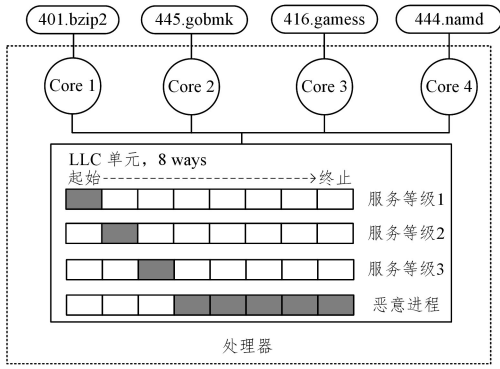 401.bzip2 445.gobmk 416.gamess 444.namd
Core 1 Core 2 Core 3 Core 4
LLC 单元，8 ways
起始 终止
服务等级1
服务等级2
服务等级3
恶意进程
处理器